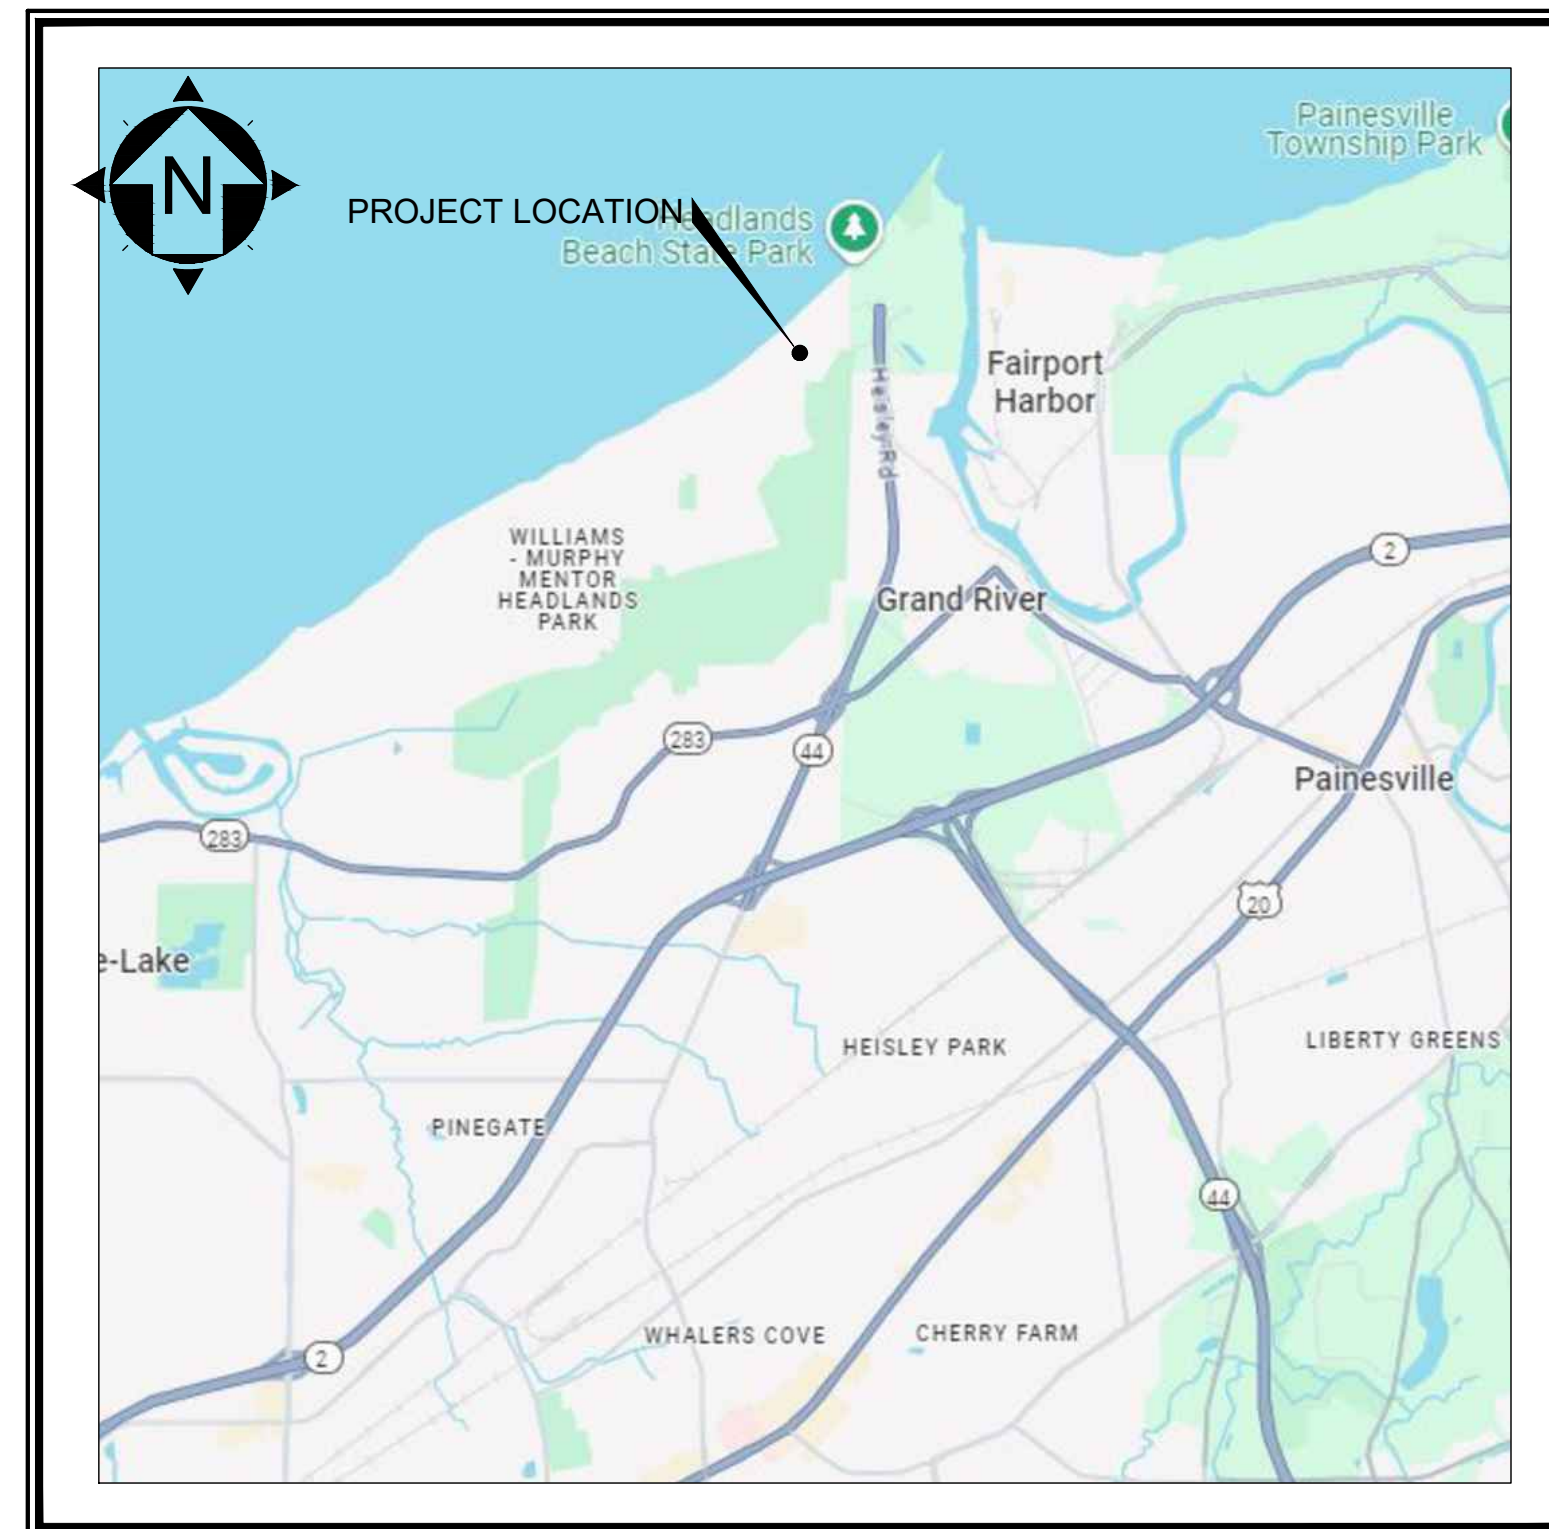 Painesville
Township Park
N
PROJECT LOCATION
Headlands
Beach State Park
Fairport
Harbor
Heisley Rd
WILLIAMS
- MURPHY
MENTOR
HEADLANDS
PARK
2
Grand River
283
44
Painesville
283
20
e-Lake
HEISLEY PARK
LIBERTY GREENS
PINEGATE
44
WHALERS COVE
CHERRY FARM
2